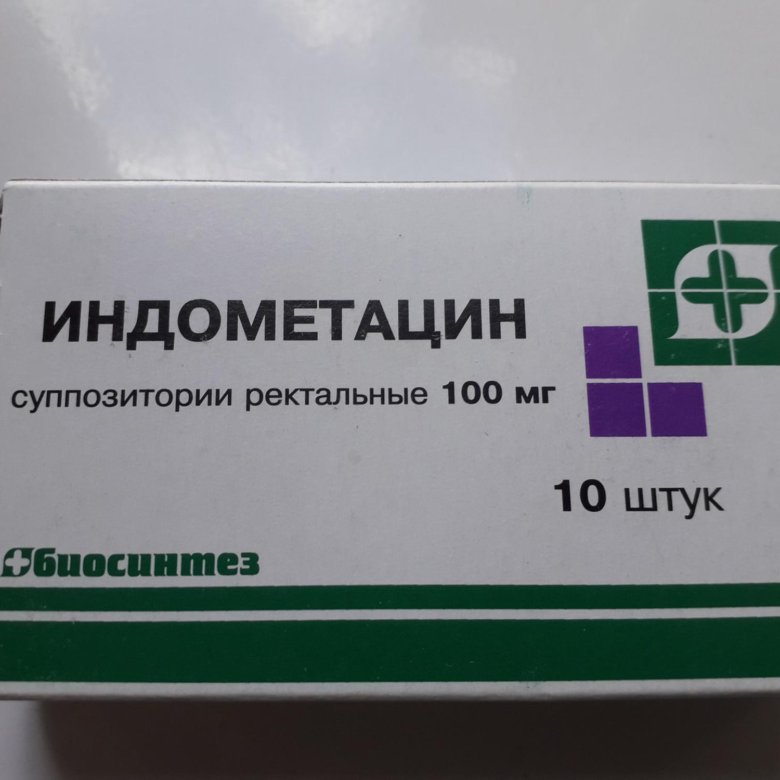 ИНДОМЕТАЦИН
суппозитории ректальные 100 мг
10 штук
биосинтез